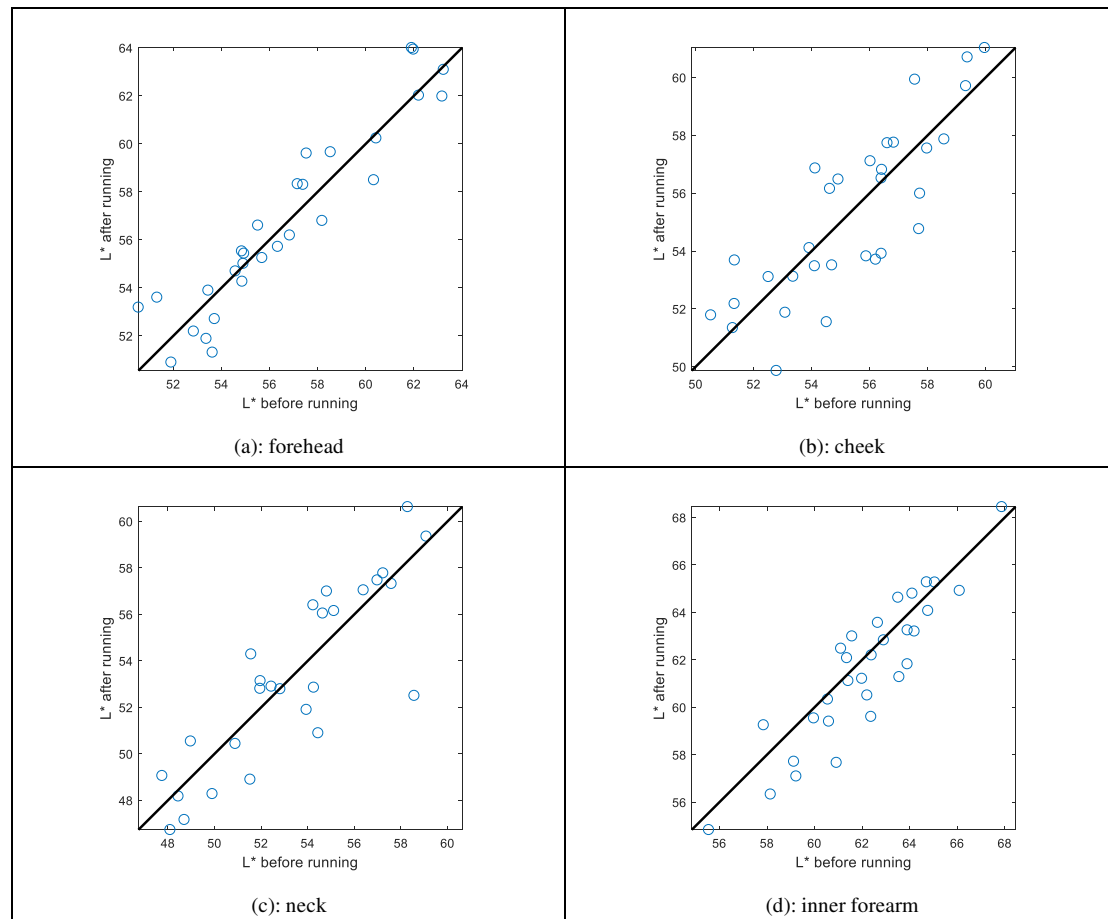 64
62
60
58
56
54
52
L* after running
52 54 56 58 60 62 64
L* before running
(a): forehead
60
58
56
54
52
50
L* after running
50 52 54 56 58 60
L* before running
(b): cheek
60
58
56
54
52
50
48
L* after running
48 50 52 54 56 58 60
L* before running
(c): neck
68
66
64
62
60
58
56
L* after running
56 58 60 62 64 66 68
L* before running
(d): inner forearm